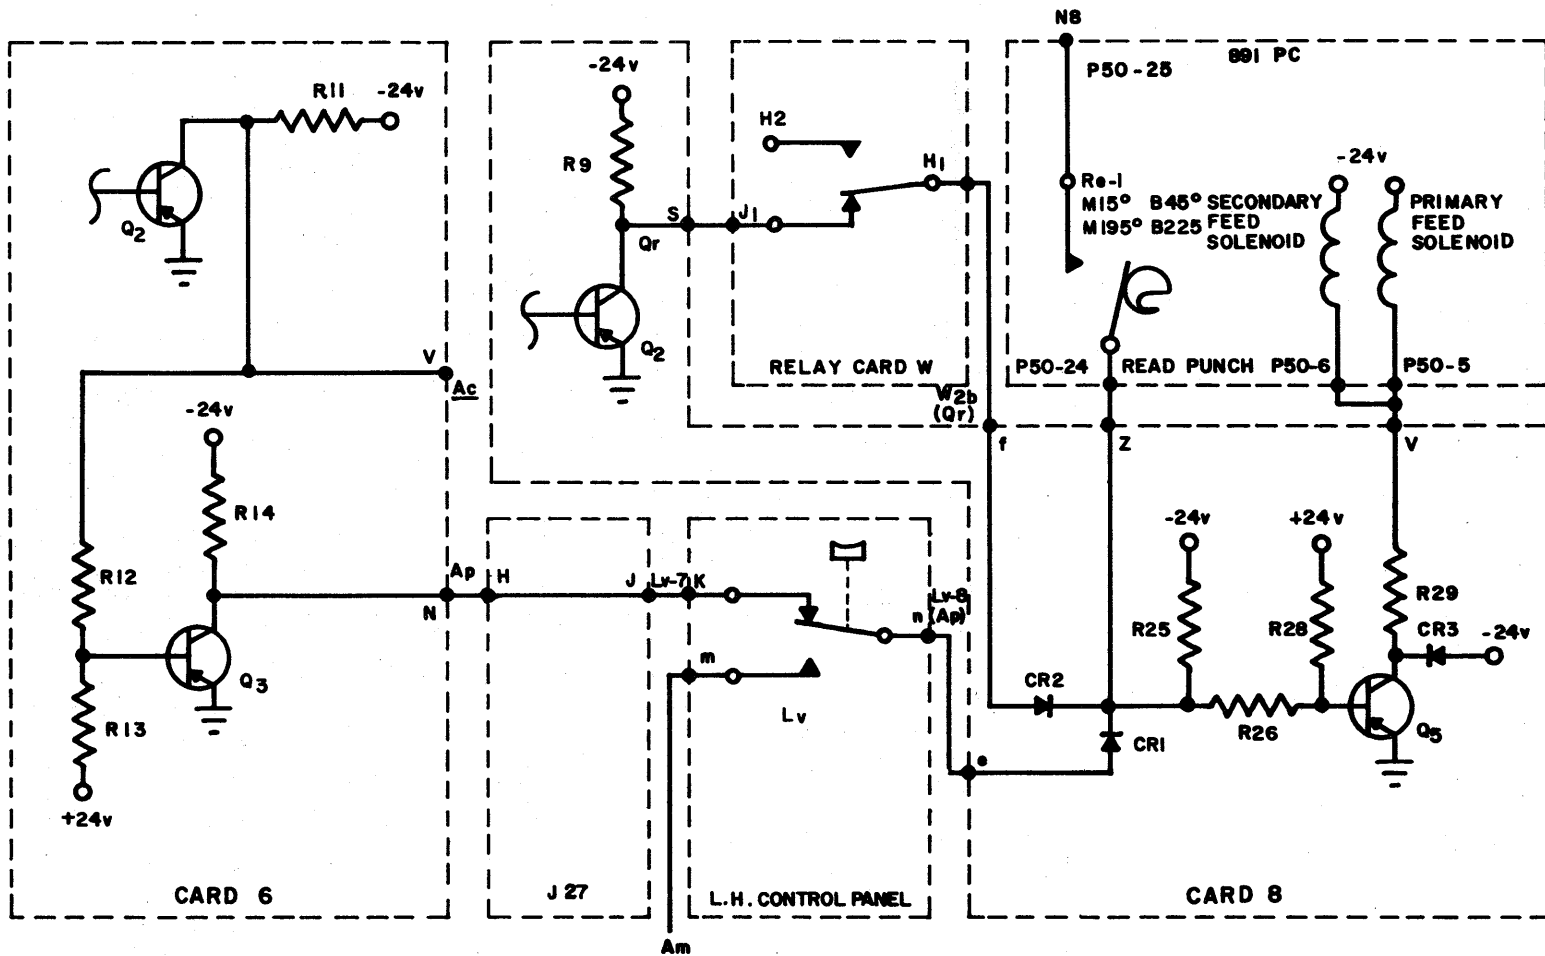 N8
891 PC
P50-25
-24v
R11 -24v
H2
R9
H1
-24v
Re-1
M15° B45° SECONDARY
M195° B225 FEED
SOLENOID
PRIMARY
FEED
SOLENOID
Q2
S
J1
Qr
Q2
V
Ac
RELAY CARD W
P50-24
READ PUNCH
P50-6
P50-5
W2b
(Qr)
-24v
f
Z
V
R14
-24v
+24v
R12
Ap
H
J
Lv-7
K
Lv-8
n (Ap)
N
R25
R28
R29
CR3
-24v
Q3
m
CR2
R13
Lv
R26
Q5
CR1
e
+24v
CARD 6
J 27
L.H. CONTROL PANEL
CARD 8
Am